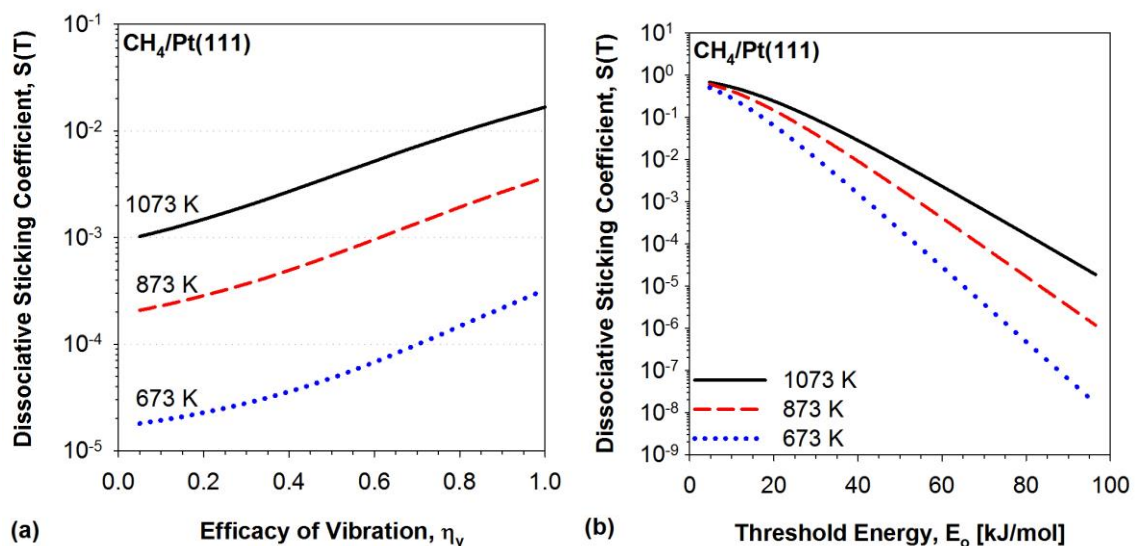 CH₄/Pt(111)
Dissociative Sticking Coefficient, S(T)
10⁻¹
10⁻²
10⁻³
10⁻⁴
10⁻⁵
1073 K
873 K
673 K
0.0 0.2 0.4 0.6 0.8 1.0
(a)
Efficacy of Vibration, ηᵥ
CH₄/Pt(111)
Dissociative Sticking Coefficient, S(T)
10¹
10⁰
10⁻¹
10⁻²
10⁻³
10⁻⁴
10⁻⁵
10⁻⁶
10⁻⁷
10⁻⁸
10⁻⁹
1073 K
873 K
673 K
0 20 40 60 80 100
(b)
Threshold Energy, Eₒ [kJ/mol]